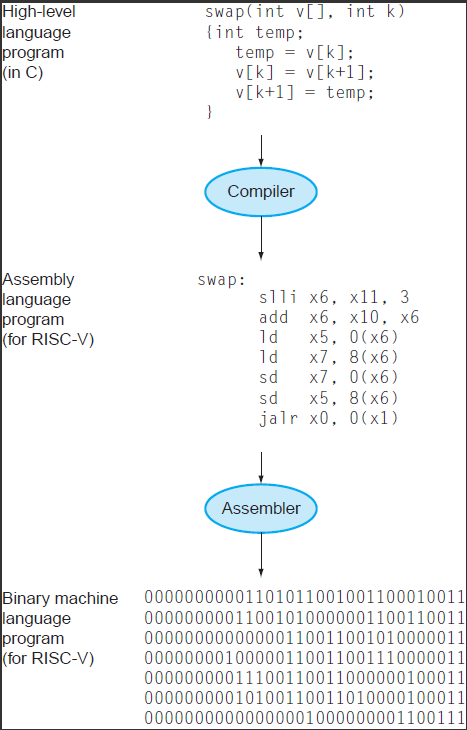 High-level swap(int v[], int k)
language {int temp;
program temp = v[k];
(in C) v[k] = v[k+1];
v[k+1] = temp;
}
Compiler
Assembly swap:
language slli x6, x11, 3
program add x6, x10, x6
(for RISC-V) ld x5, 0(x6)
ld x7, 8(x6)
sd x7, 0(x6)
sd x5, 8(x6)
jalr x0, 0(x1)
Assembler
Binary machine 00000000001101011001001100010011
language 00000000011001010000001100110011
program 00000000000000110011001010000011
(for RISC-V) 00000000100000110011001110000011
00000000011100110011000000100011
00000000010100110011010000100011
00000000000000001000000001100111